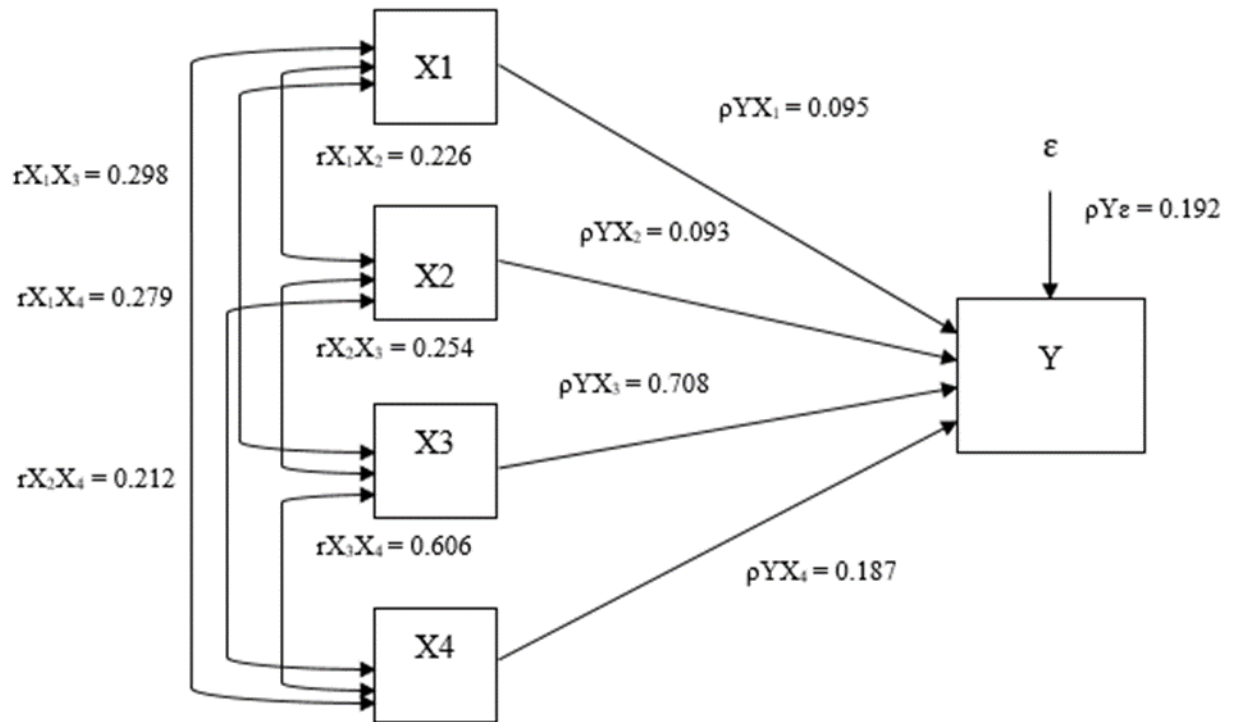 X1
ρYX₁ = 0.095
ε
rX₁X₂ = 0.226
rX₁X₃ = 0.298
ρYε = 0.192
ρYX₂ = 0.093
X2
rX₁X₄ = 0.279
rX₂X₃ = 0.254
Y
ρYX₃ = 0.708
X3
rX₂X₄ = 0.212
rX₃X₄ = 0.606
ρYX₄ = 0.187
X4